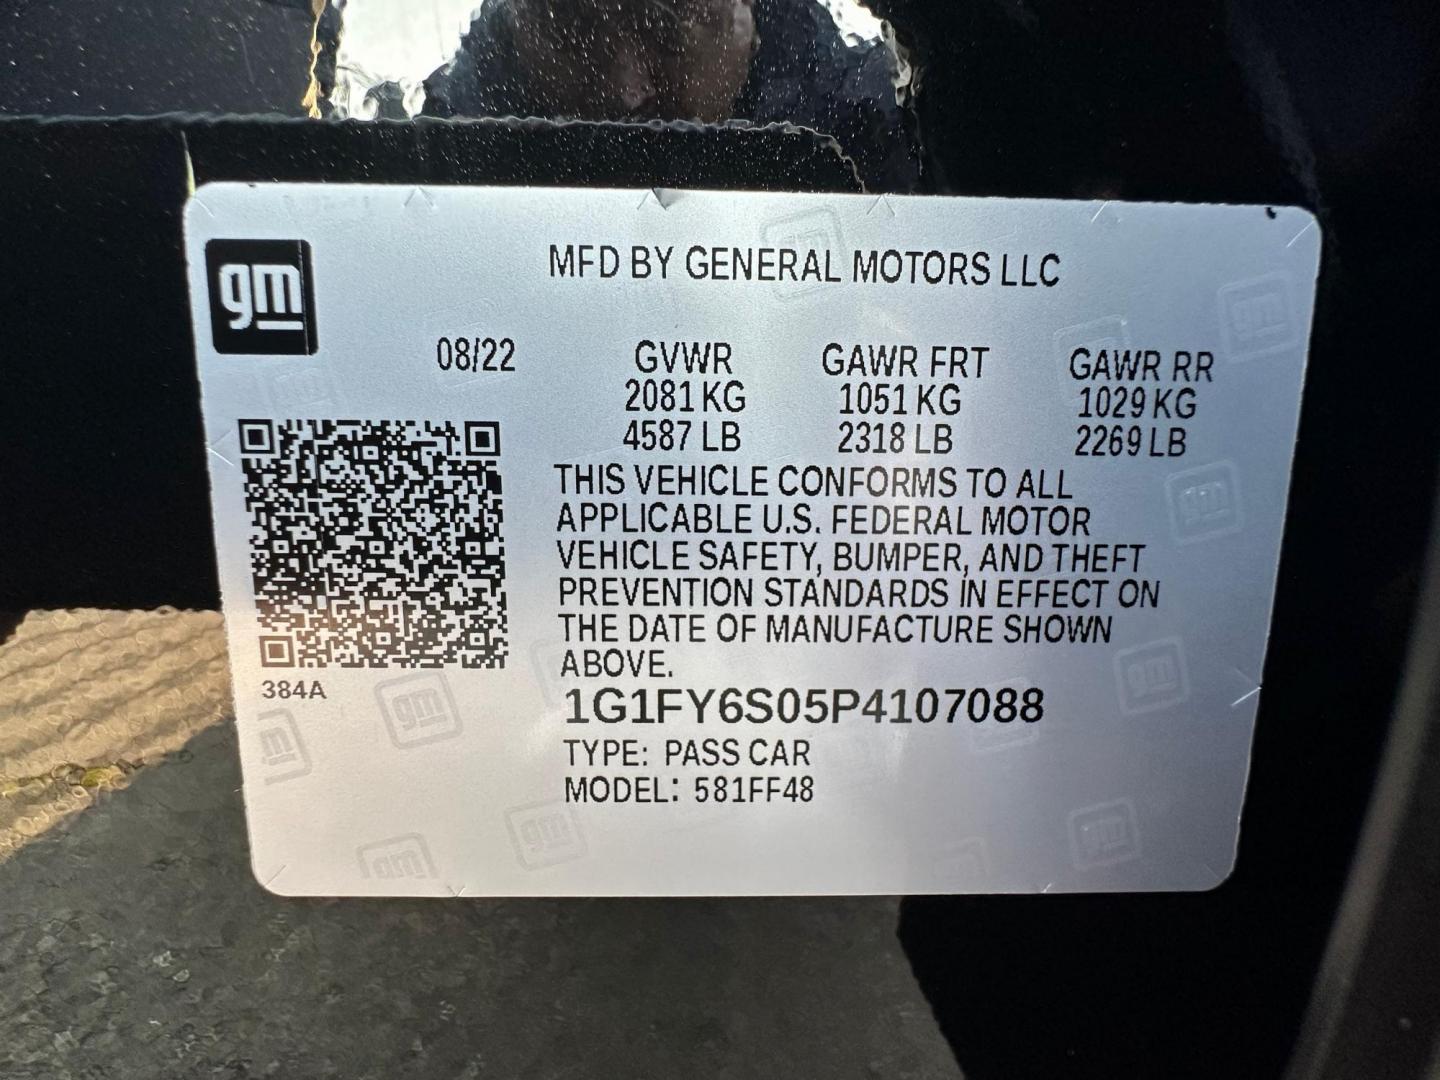 gm
MFD BY GENERAL MOTORS LLC
08/22 GVWR GAWR FRT GAWR RR
2081 KG 1051 KG 1029 KG
4587 LB 2318 LB 2269 LB
THIS VEHICLE CONFORMS TO ALL
APPLICABLE U.S. FEDERAL MOTOR
VEHICLE SAFETY, BUMPER, AND THEFT
PREVENTION STANDARDS IN EFFECT ON
THE DATE OF MANUFACTURE SHOWN
ABOVE.
384A
1G1FY6S05P4107088
TYPE: PASS CAR
MODEL: 581FF48